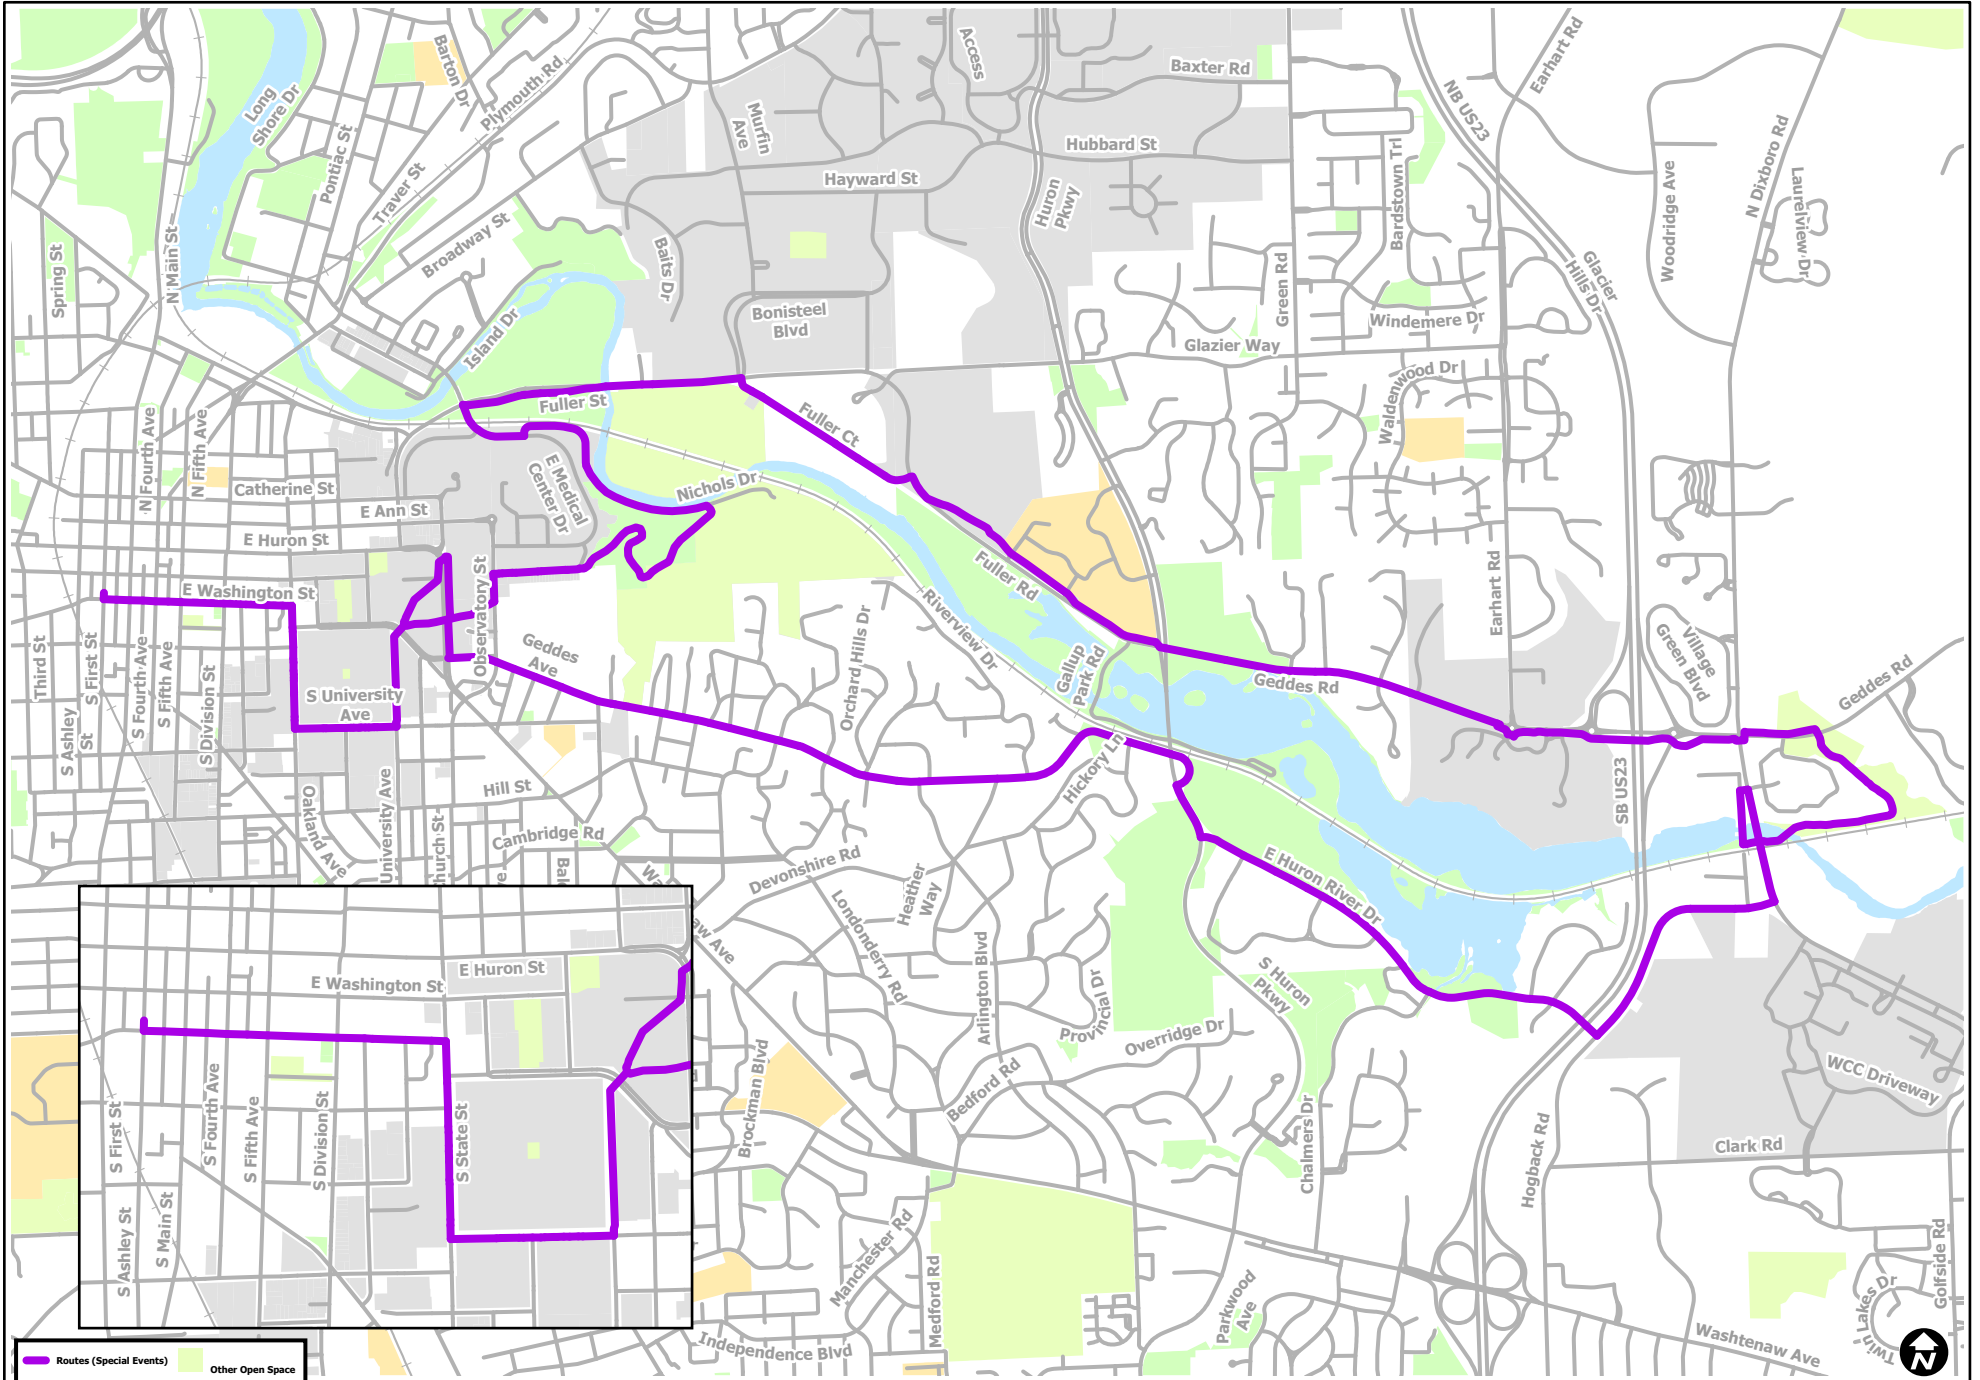 Long
Shore Dr
Barton Dr
Plymouth Rd
Pontiac St
Traver St
Broadway St
Island Dr
N Main St
Spring St
Murfin
Ave
Access
Baxter Rd
Hubbard St
Hayward St
Huron
Pkwy
Baits Dr
Bonisteel
Blvd
Green Rd
Glazier Way
Bardstown Trl
Windemere Dr
Waldenwood Dr
NB US23
Earhart Rd
Glacier
Hills Dr
Woodridge Ave
N Dixboro Rd
Laurelview Dr
Fuller St
Fuller Ct
N Fourth Ave
N Fifth Ave
Catherine St
E Ann St
E Huron St
E Washington St
E Medical
Center Dr
Nichols Dr
Observatory St
Geddes
Ave
Orchard Hills Dr
Riverview Dr
Fuller Rd
Gallup
Park Rd
Geddes Rd
Earhart Rd
Village
Green Blvd
Geddes Rd
SB US23
Third St
S First St
S Ashley
St
S Fourth Ave
S Fifth Ave
S Division St
S University
Ave
Oakland Ave
University Ave
Church St
Hill St
Cambridge Rd
Devonshire Rd
Heather
Way
Londonderry Rd
Hickory Ln
E Huron River Dr
S Huron
Pkwy
Arlington Blvd
Provincial Dr
Overridge Dr
Bedford Rd
Brockman Blvd
Chalmers Dr
Hogback Rd
WCC Driveway
Clark Rd
Golfside Rd
Twin Lakes Dr
Washtenaw Ave
Parkwood
Ave
Medford Rd
Manchester Rd
Independence Blvd
aw Ave
E Huron St
E Washington St
S First St
S Fourth Ave
S Fifth Ave
S Division St
S State St
S Ashley St
S Main St
Routes (Special Events)
Other Open Space
N